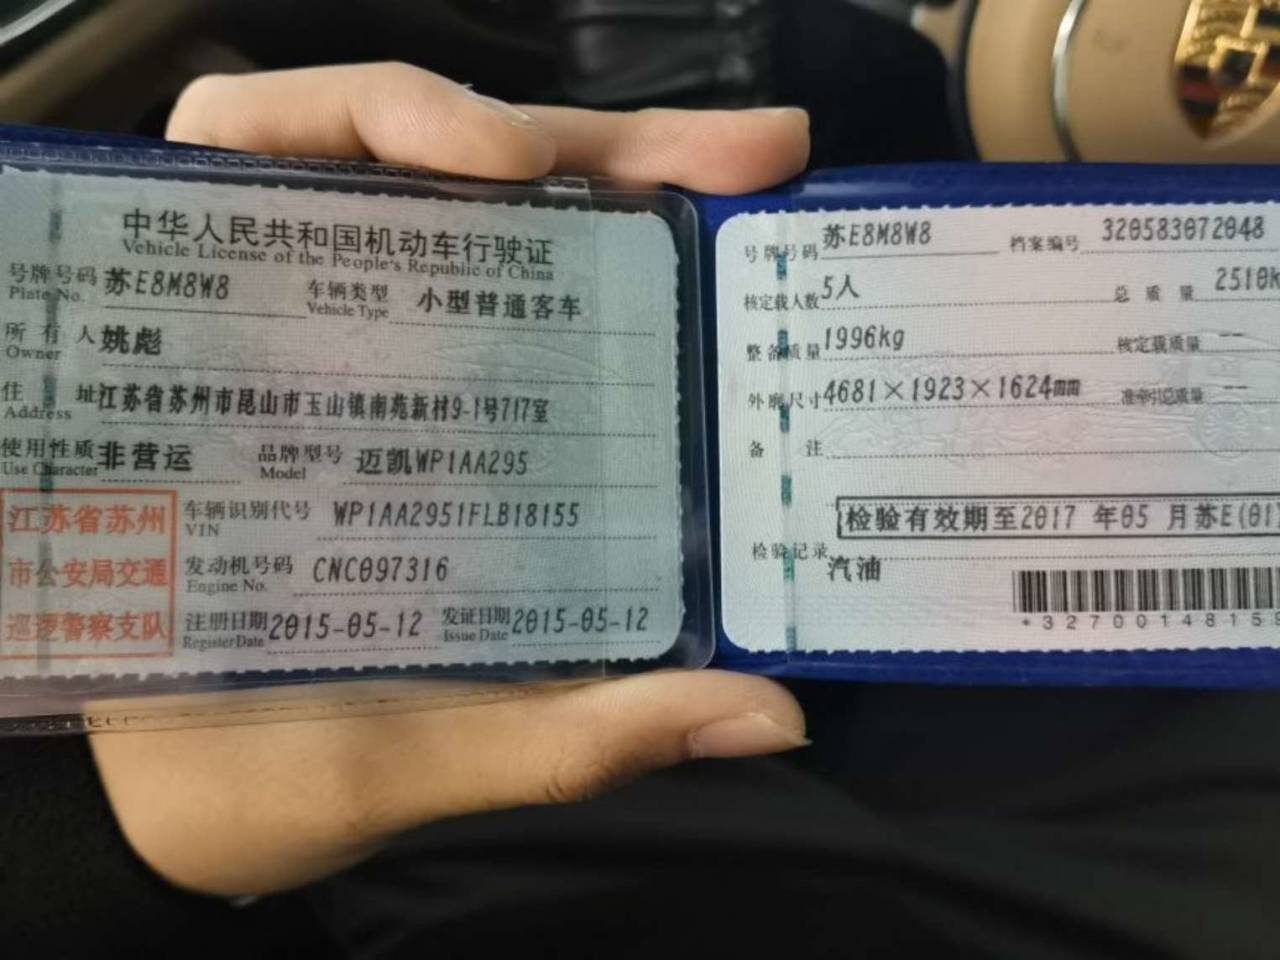 中华人民共和国机动车行驶证
Vehicle License of the People's Republic of China
号牌号码 苏E8M8W8 车辆类型 小型普通客车
Plate No. Vehicle Type
所有人 姚彪
Owner
住址 江苏省苏州市昆山市玉山镇南苑新村9-1号717室
Address
使用性质 非营运 品牌型号 迈凯WP1AA295
Use Character Model
江苏省苏州
市公安局交通
巡逻警察支队
车辆识别代号 WP1AA2951FLB18155
VIN
发动机号码 CNC097316
Engine No.
注册日期 2015-05-12 发证日期 2015-05-12
Register Date Issue Date
号牌号码 苏E8M8W8 档案编号 320583072048
核定载人数 5人 总质量 2510k
整备质量 1996kg 核定载质量 --
外廓尺寸 4681×1923×1624mm 准牵引总质量 --
备注
检验有效期至2017 年05 月苏E(01
检验记录
汽油
*3270014815